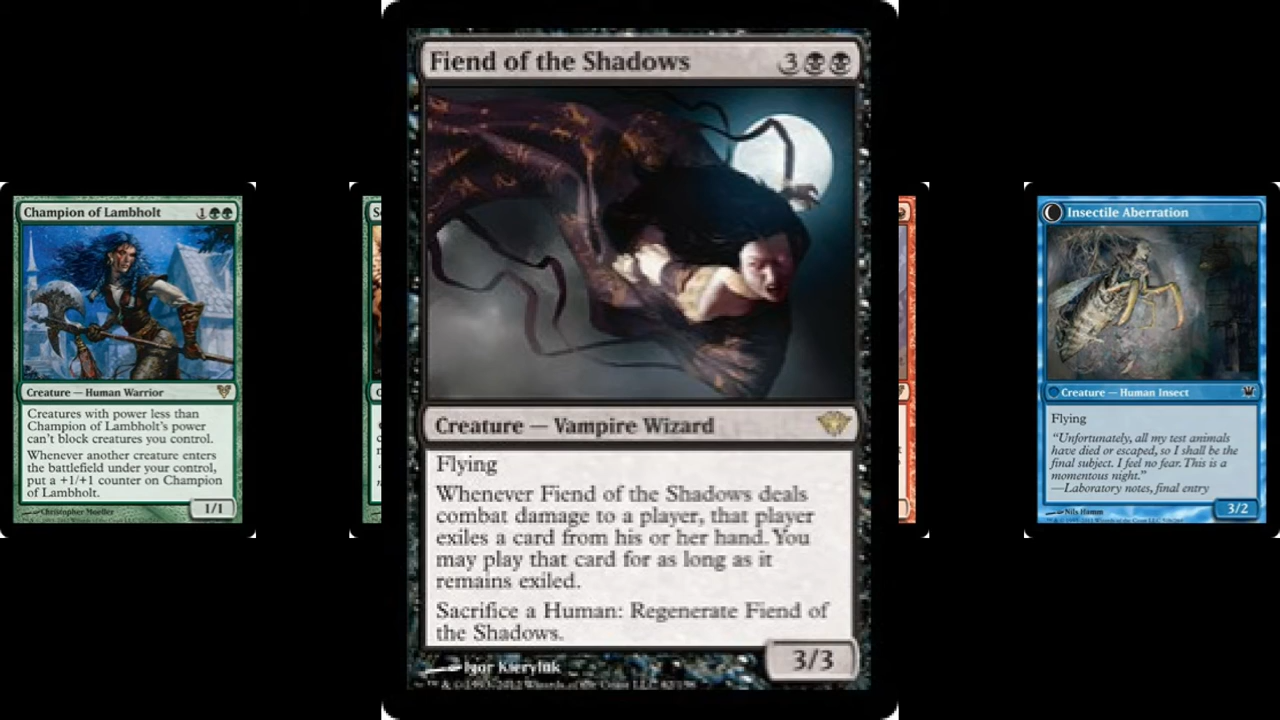 Fiend of the Shadows 3
Creature — Vampire Wizard
Flying
Whenever Fiend of the Shadows deals
combat damage to a player, that player
exiles a card from his or her hand. You
may play that card for as long as it
remains exiled.
Sacrifice a Human: Regenerate Fiend of
the Shadows.
3/3
Igor Kieryluk
Champion of Lambholt 1
Creature — Human Warrior
Creatures with power less than
Champion of Lambholt's power
can't block creatures you control.
Whenever another creature enters
the battlefield under your control,
put a +1/+1 counter on Champion
of Lambholt.
1/1
Christopher Moeller
Insectile Aberration
Creature — Human Insect
Flying
"Unfortunately, all my test animals
have died or escaped, so I shall be the
final subject. I feel no fear. This is a
momentous night."
—Laboratory notes, final entry
3/2
Nils Hamm